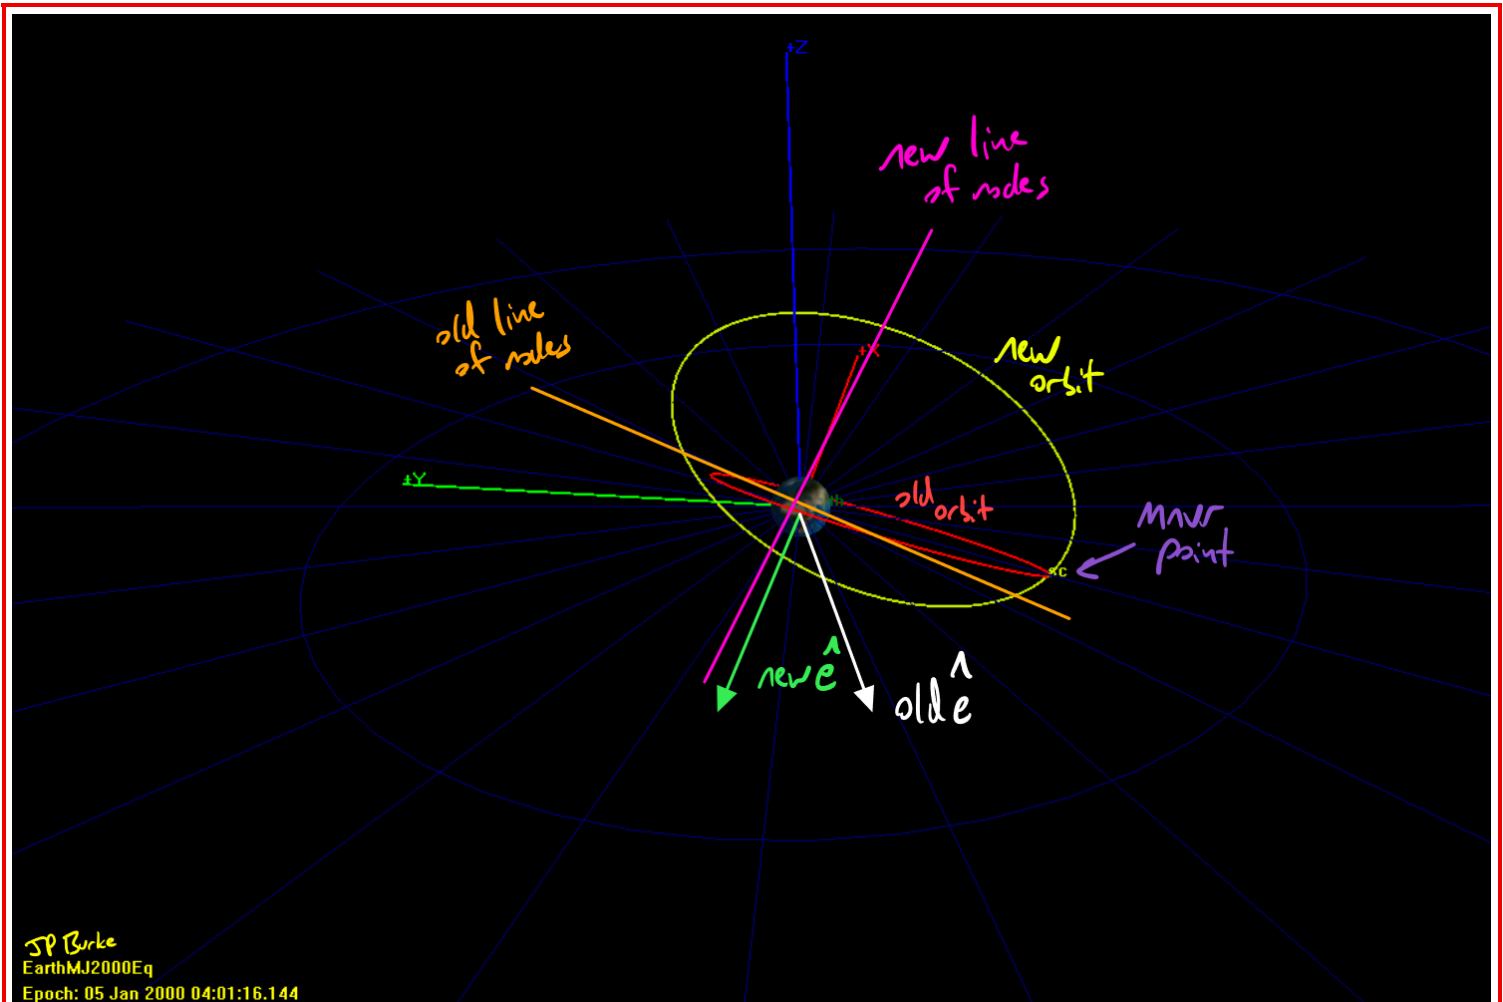 +Z
new line
of nodes
old line
of nodes
+X
new
orbit
+Y
old
orbit
mnvr
point
sc
new ê
old ê
JP Burke
EarthMJ2000Eq
Epoch: 05 Jan 2000 04:01:16.144